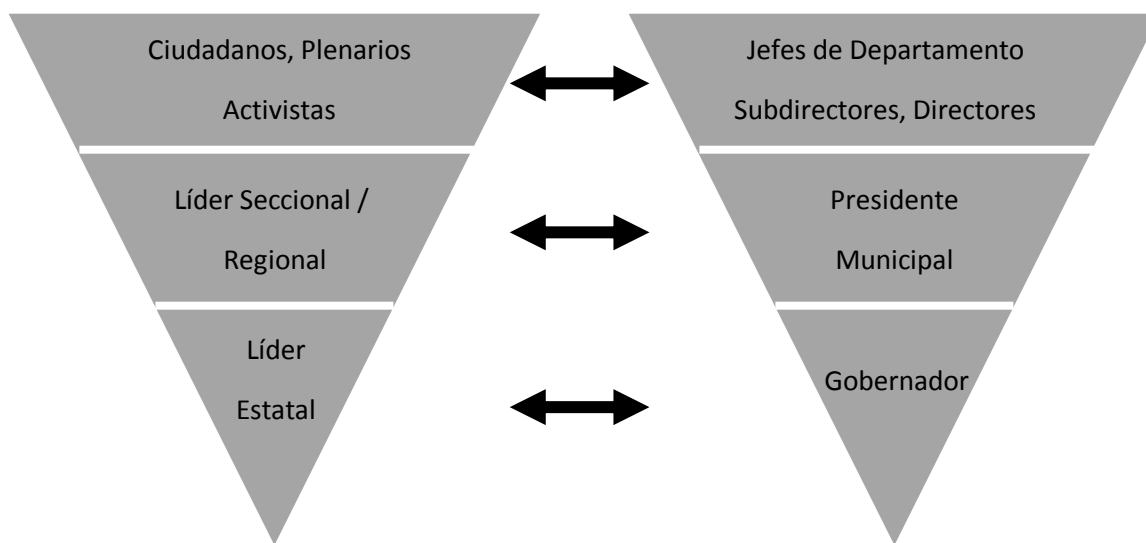 Ciudadanos, Plenarios
Activistas
Líder Seccional /
Regional
Líder
Estatal
Jefes de Departamento
Subdirectores, Directores
Presidente
Municipal
Gobernador